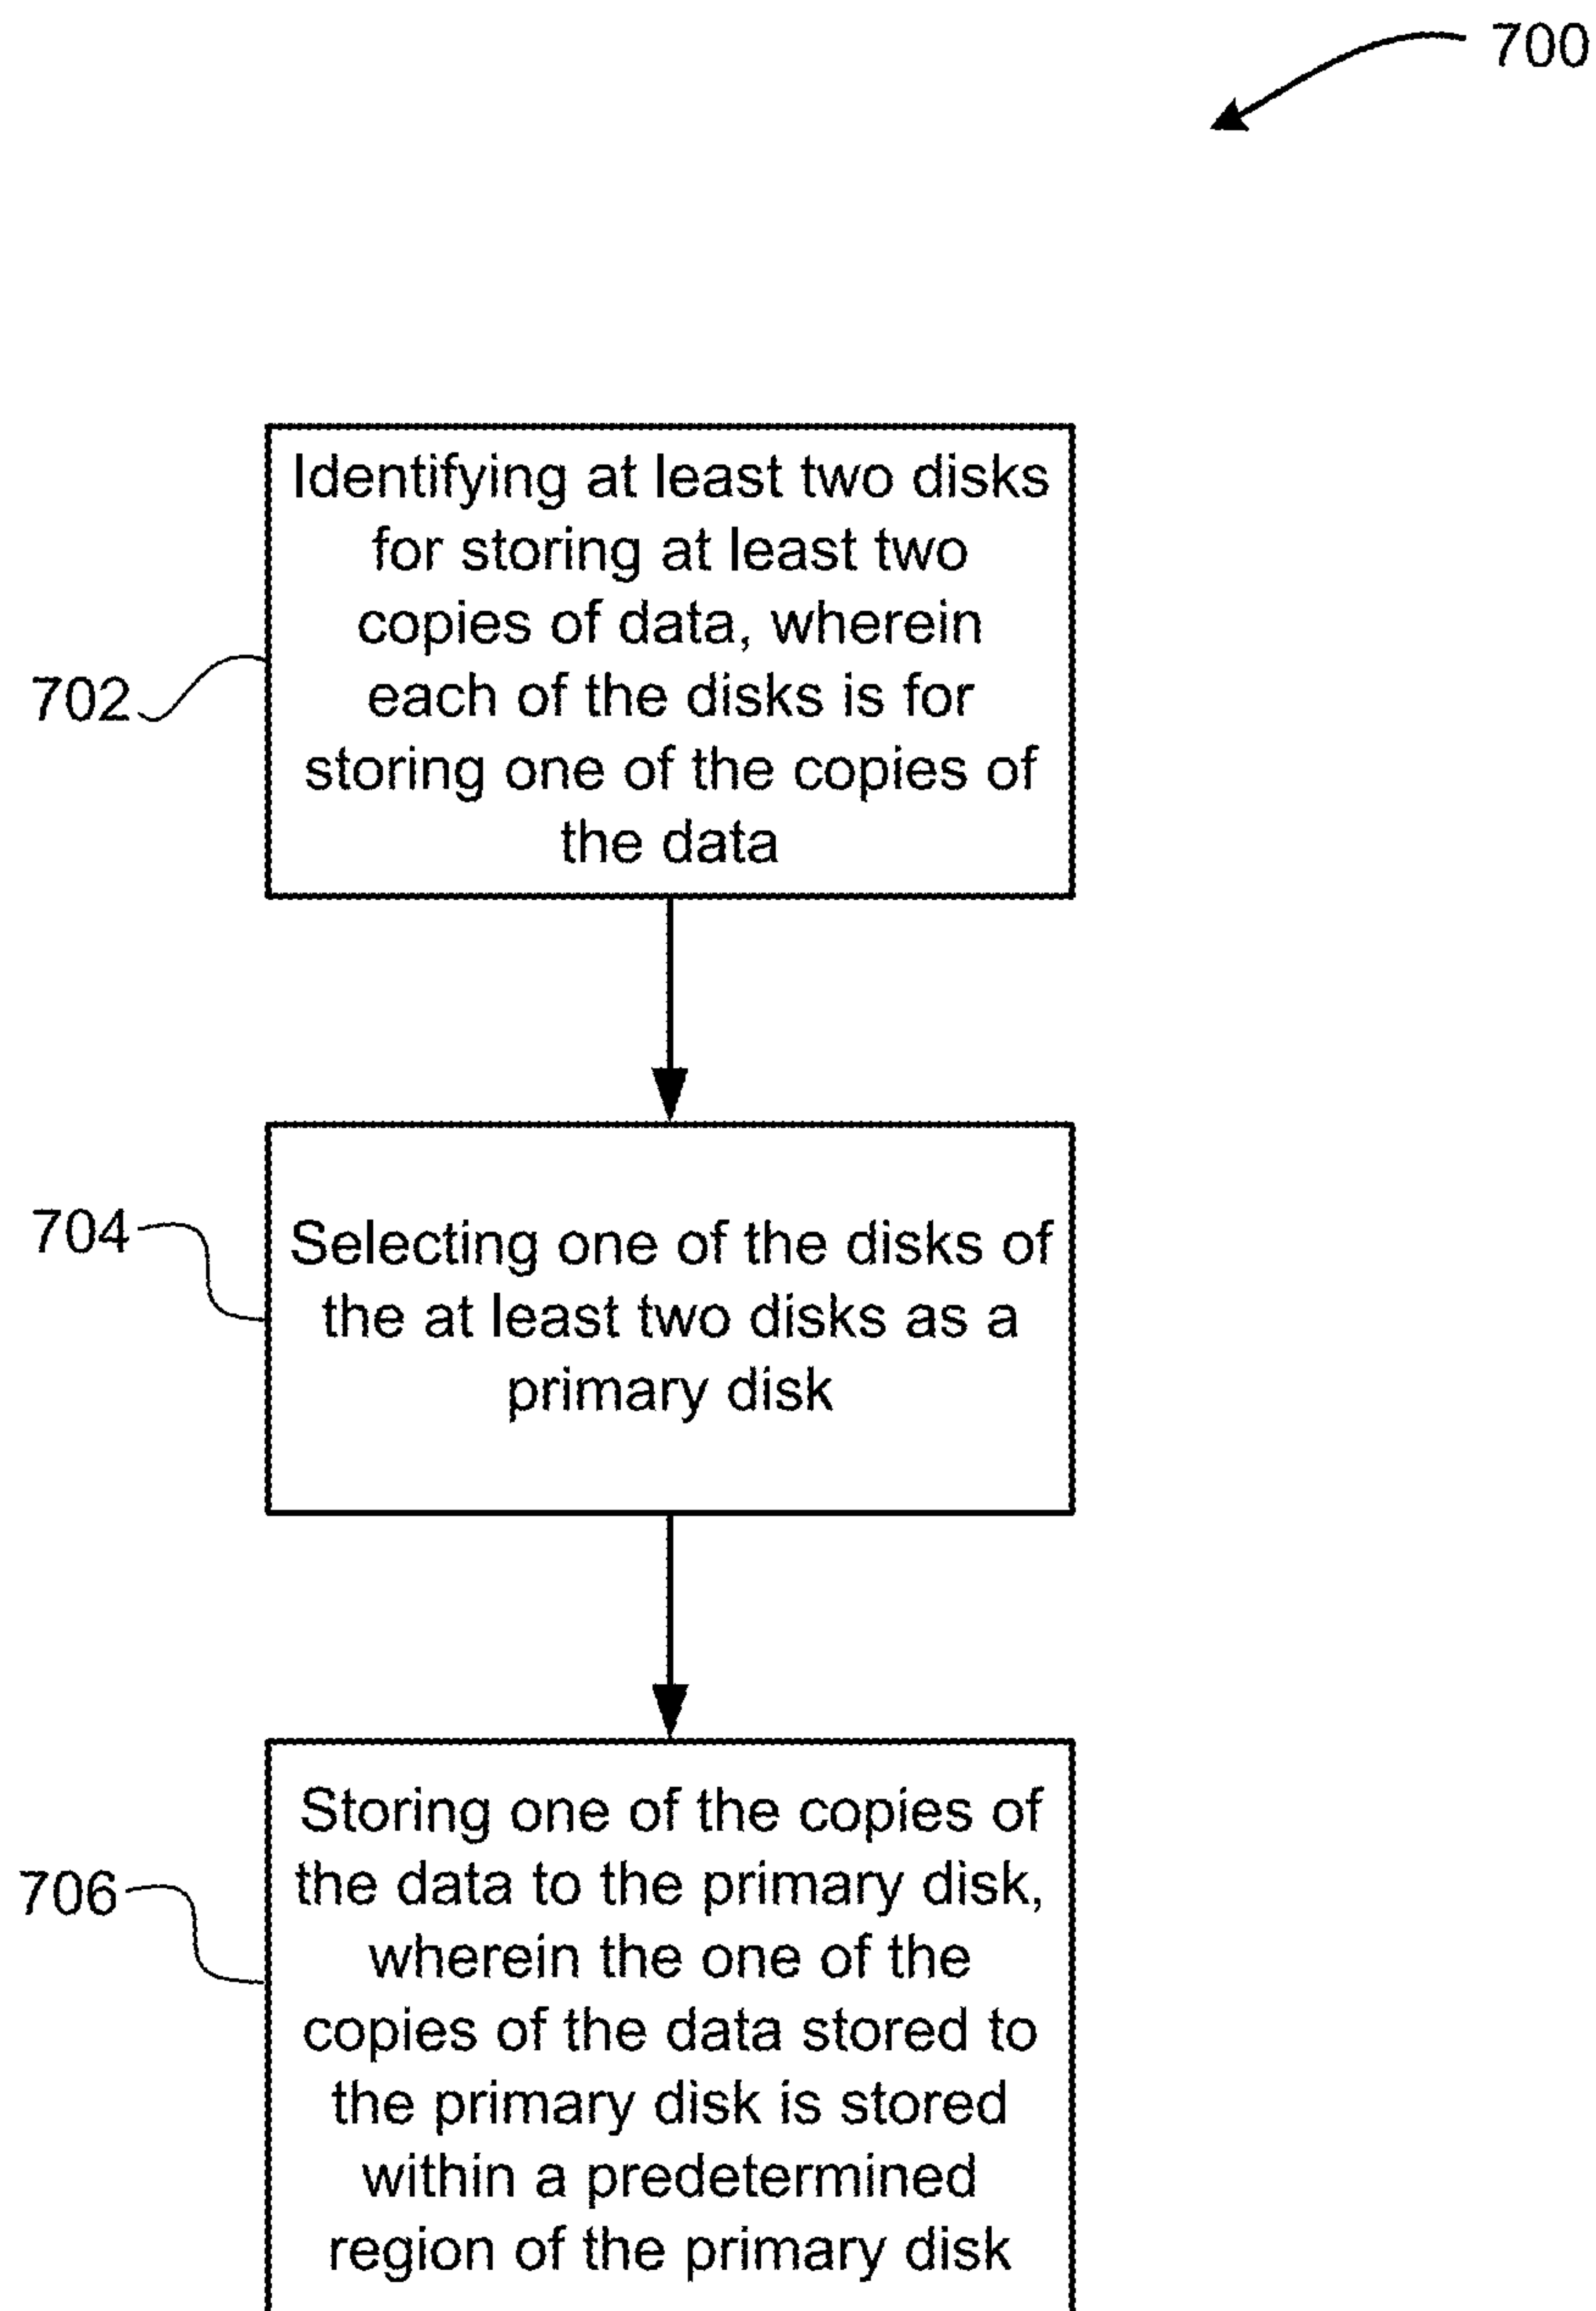 700
Identifying at least two disks
for storing at least two
copies of data, wherein
each of the disks is for
storing one of the copies of
the data
702
704
Selecting one of the disks of
the at least two disks as a
primary disk
Storing one of the copies of
the data to the primary disk,
wherein the one of the
copies of the data stored to
the primary disk is stored
within a predetermined
region of the primary disk
706